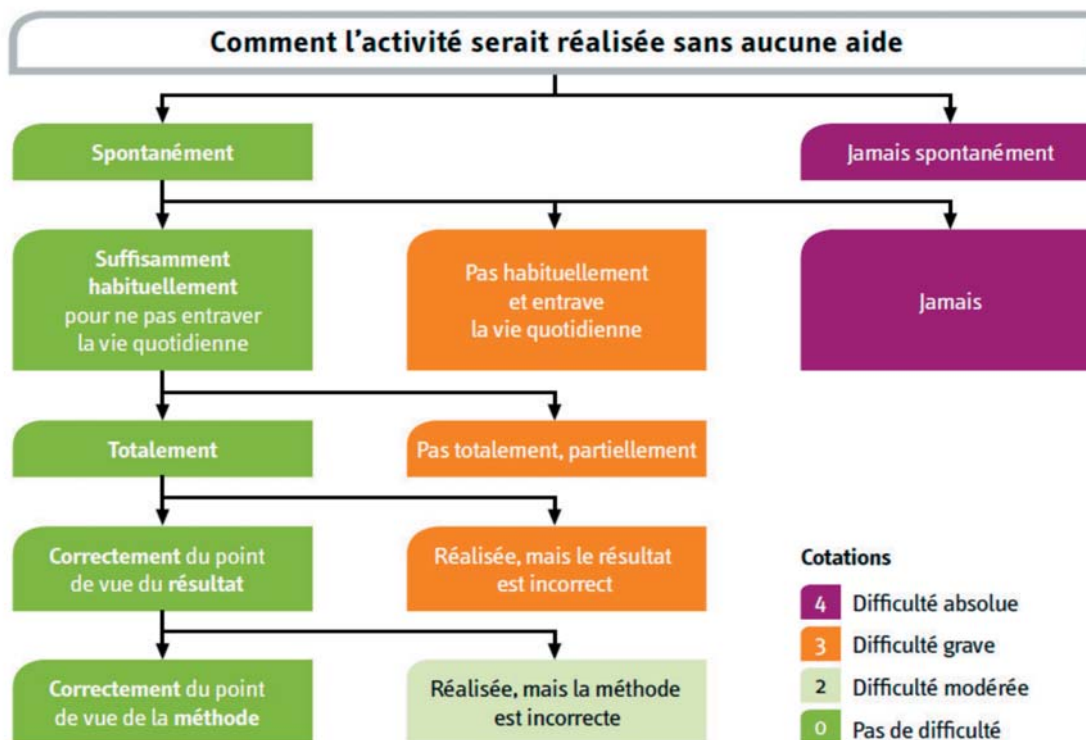 Comment l'activité serait réalisée sans aucune aide
Spontanément
Jamais spontanément
Suffisamment
habituellement
pour ne pas entraver
la vie quotidienne
Pas habituellement
et entrave
la vie quotidienne
Jamais
Totalement
Pas totalement, partiellement
Correctement du point
de vue du résultat
Réalisée, mais le résultat
est incorrect
Correctement du point
de vue de la méthode
Réalisée, mais la méthode
est incorrecte
Cotations
4 Difficulté absolue
3 Difficulté grave
2 Difficulté modérée
0 Pas de difficulté